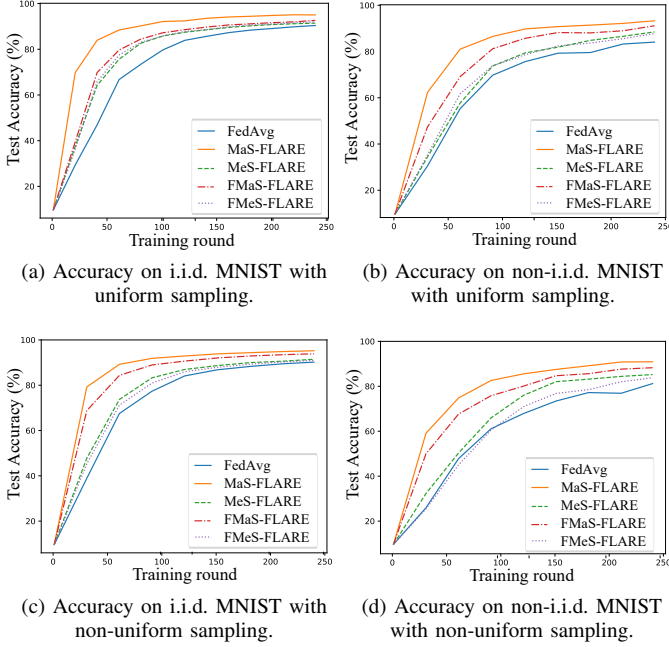 100
80
60
40
20
0
50
100
150
200
250
Test Accuracy (%)
Training round
FedAvg
MaS-FLARE
MeS-FLARE
FMaS-FLARE
FMeS-FLARE
(a) Accuracy on i.i.d. MNIST with
uniform sampling.
100
80
60
40
20
0
50
100
150
200
250
Test Accuracy (%)
Training round
FedAvg
MaS-FLARE
MeS-FLARE
FMaS-FLARE
FMeS-FLARE
(b) Accuracy on non-i.i.d. MNIST
with uniform sampling.
100
80
60
40
20
0
50
100
150
200
250
Test Accuracy (%)
Training round
FedAvg
MaS-FLARE
MeS-FLARE
FMaS-FLARE
FMeS-FLARE
(c) Accuracy on i.i.d. MNIST with
non-uniform sampling.
100
80
60
40
20
0
50
100
150
200
250
Test Accuracy (%)
Training round
FedAvg
MaS-FLARE
MeS-FLARE
FMaS-FLARE
FMeS-FLARE
(d) Accuracy on non-i.i.d. MNIST
with non-uniform sampling.